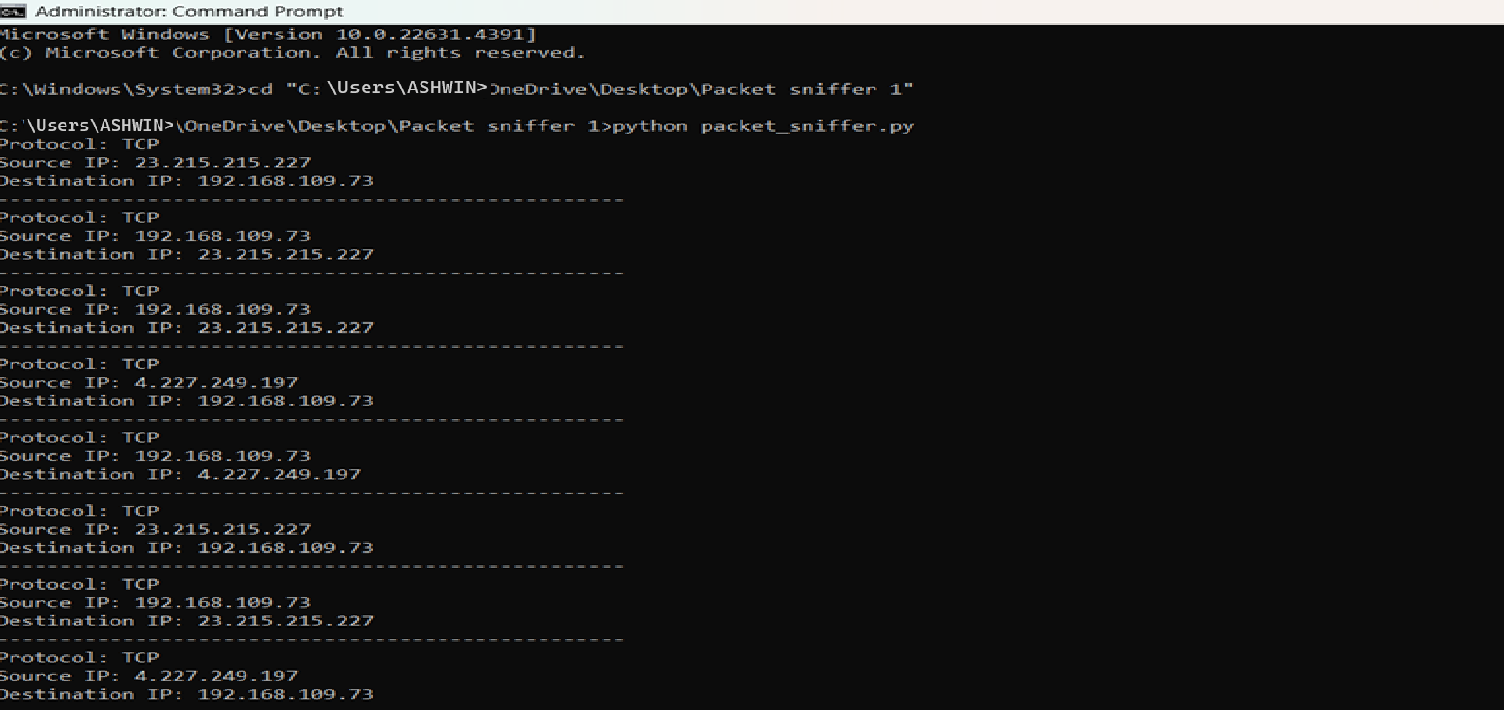 Administrator: Command Prompt
Microsoft Windows [Version 10.0.22631.4391]
(c) Microsoft Corporation. All rights reserved.
C:\Windows\System32>cd "C:\Users\ASHWIN>OneDrive\Desktop\Packet sniffer 1"
C:\Users\ASHWIN>\OneDrive\Desktop\Packet sniffer 1>python packet_sniffer.py
Protocol: TCP
Source IP: 23.215.215.227
Destination IP: 192.168.109.73
--------------------------------------------------
Protocol: TCP
Source IP: 192.168.109.73
Destination IP: 23.215.215.227
--------------------------------------------------
Protocol: TCP
Source IP: 192.168.109.73
Destination IP: 23.215.215.227
--------------------------------------------------
Protocol: TCP
Source IP: 4.227.249.197
Destination IP: 192.168.109.73
--------------------------------------------------
Protocol: TCP
Source IP: 192.168.109.73
Destination IP: 4.227.249.197
--------------------------------------------------
Protocol: TCP
Source IP: 23.215.215.227
Destination IP: 192.168.109.73
--------------------------------------------------
Protocol: TCP
Source IP: 192.168.109.73
Destination IP: 23.215.215.227
--------------------------------------------------
Protocol: TCP
Source IP: 4.227.249.197
Destination IP: 192.168.109.73